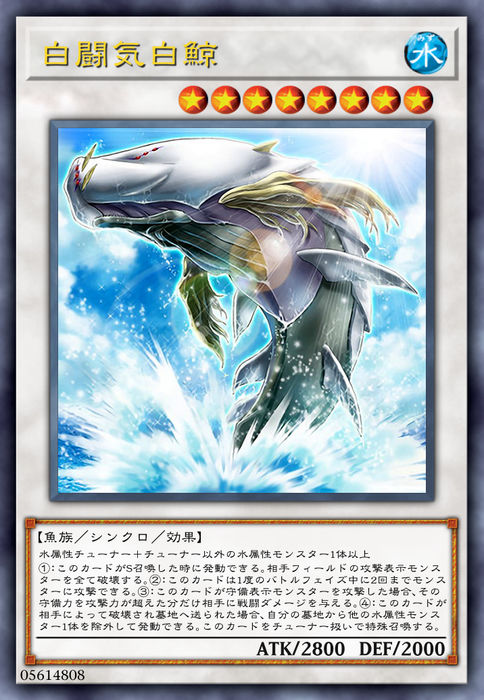 白闘気白鯨
みず
水
【魚族／シンクロ／効果】
水属性チューナー＋チューナー以外の水属性モンスター1体以上
①：このカードがS召喚した時に発動できる。相手フィールドの攻撃表示モン
スターを全て破壊する。②：このカードは1度のバトルフェイズ中に2回までモンス
ターに攻撃できる。③：このカードが守備表示モンスターを攻撃した場合、その
守備力を攻撃力が超えた分だけ相手に戦闘ダメージを与える。④：このカードが
相手によって破壊され墓地へ送られた場合、自分の墓地から他の水属性モンス
ター1体を除外して発動できる。このカードをチューナー扱いで特殊召喚する。
ATK/2800 DEF/2000
05614808